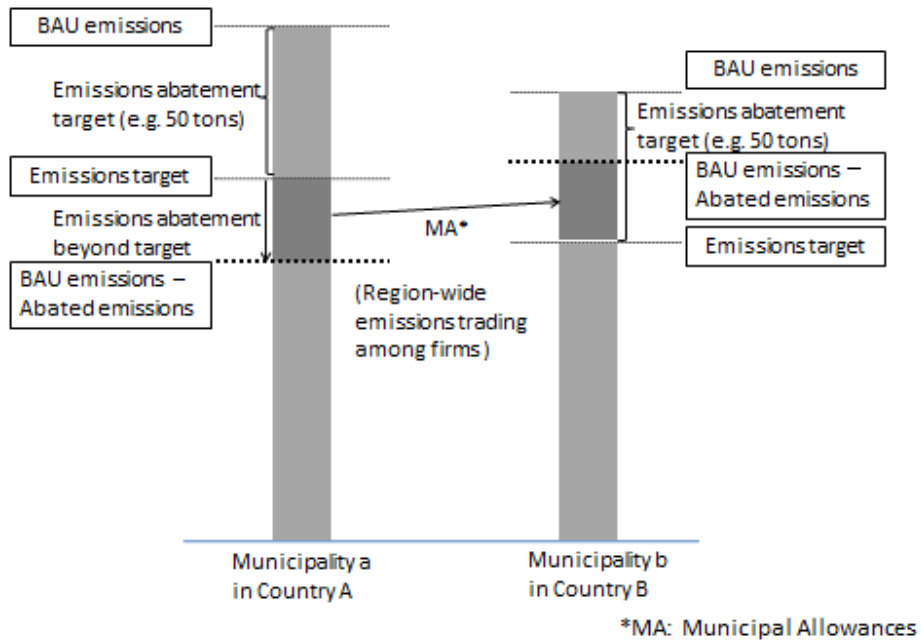 BAU emissions
Emissions abatement
target (e.g. 50 tons)
Emissions target
Emissions abatement
beyond target
BAU emissions –
Abated emissions
MA*
(Region-wide
emissions trading
among firms )
BAU emissions
Emissions abatement
target (e.g. 50 tons)
BAU emissions –
Abated emissions
Emissions target
Municipality a
in Country A
Municipality b
in Country B
*MA: Municipal Allowances